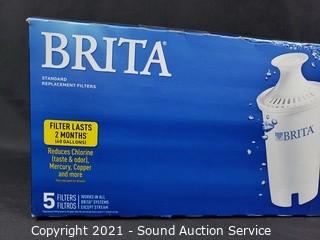 BRITA®
STANDARD
REPLACEMENT FILTERS
FILTER LASTS
2 MONTHS*
(40 GALLONS)
Reduces Chlorine
(taste & odor),
Mercury, Copper
and more
BRITA
5 FILTERS
FILTROS
WORKS IN ALL
BRITA® SYSTEMS
EXCEPT STREAM
Copyright 2021 - Sound Auction Service